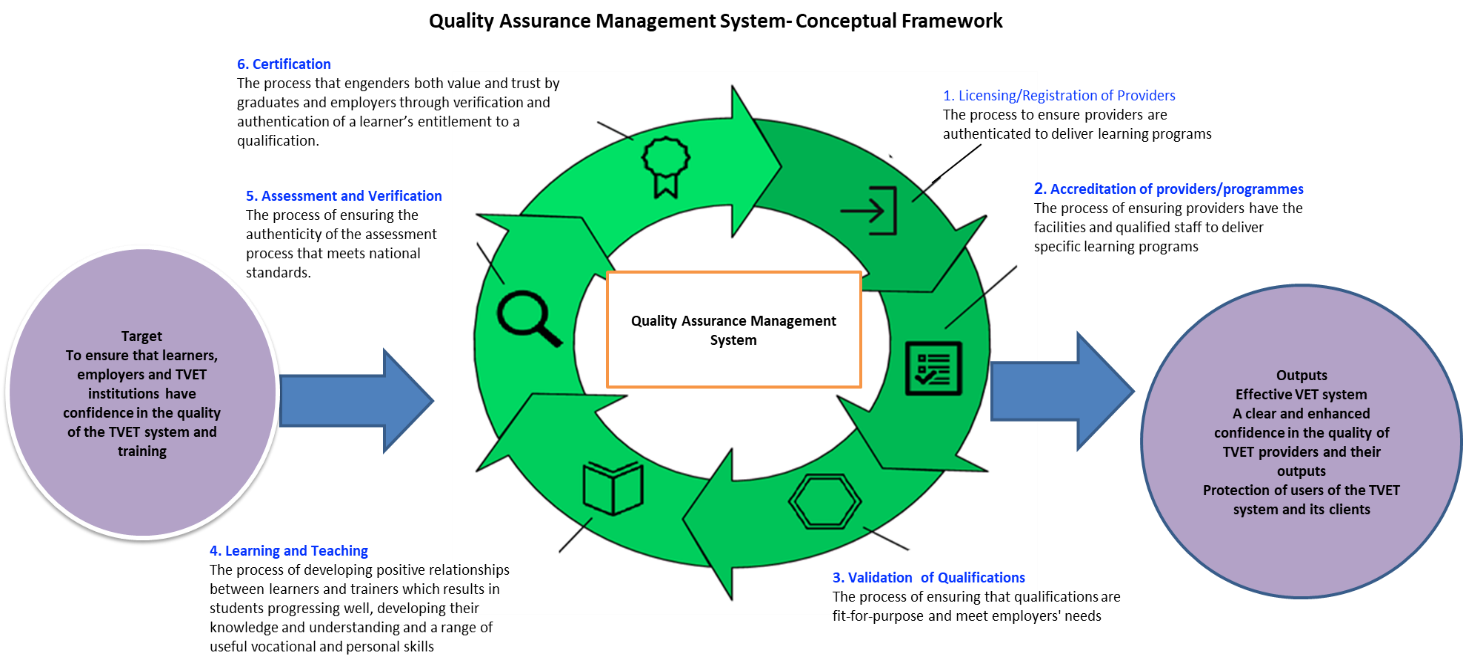 Quality Assurance Management System- Conceptual Framework
6. Certification
The process that engenders both value and trust by
graduates and employers through verification and
authentication of a learner’s entitlement to a
qualification.
1. Licensing/Registration of Providers
The process to ensure providers are
authenticated to deliver learning programs
2. Accreditation of providers/programmes
The process of ensuring providers have the
facilities and qualified staff to deliver
specific learning programs
5. Assessment and Verification
The process of ensuring the
authenticity of the assessment
process that meets national
standards.
Target
To ensure that learners,
employers and TVET
institutions have
confidence in the quality
of the TVET system and
training
Quality Assurance Management
System
Outputs
Effective VET system
A clear and enhanced
confidence in the quality of
TVET providers and their
outputs
Protection of users of the TVET
system and its clients
4. Learning and Teaching
The process of developing positive relationships
between learners and trainers which results in
students progressing well, developing their
knowledge and understanding and a range of
useful vocational and personal skills
3. Validation of Qualifications
The process of ensuring that qualifications are
fit-for-purpose and meet employers' needs